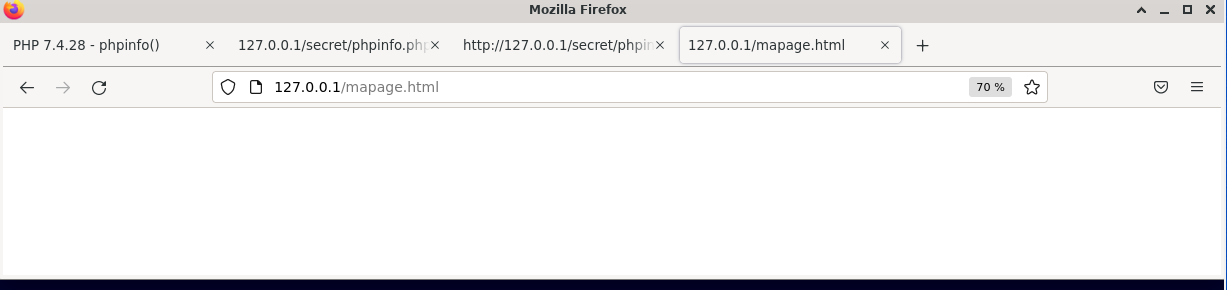 Mozilla Firefox
PHP 7.4.28 - phpinfo()
127.0.0.1/secret/phpinfo.php
http://127.0.0.1/secret/phpin
127.0.0.1/mapage.html
127.0.0.1/mapage.html
70 %